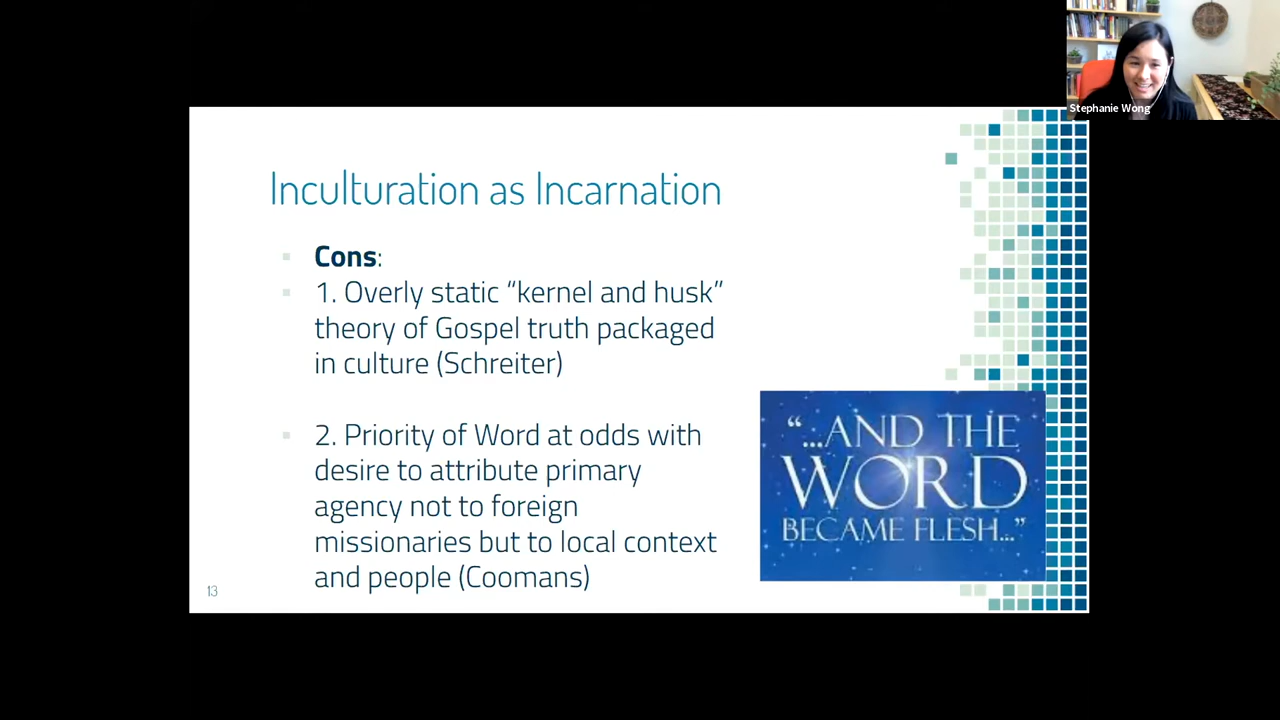 Stephanie Wong
Inculturation as Incarnation
Cons:
1. Overly static “kernel and husk”
theory of Gospel truth packaged
in culture (Schreiter)
2. Priority of Word at odds with
desire to attribute primary
agency not to foreign
missionaries but to local context
and people (Coomans)
“...AND THE
WORD
BECAME FLESH...”
13